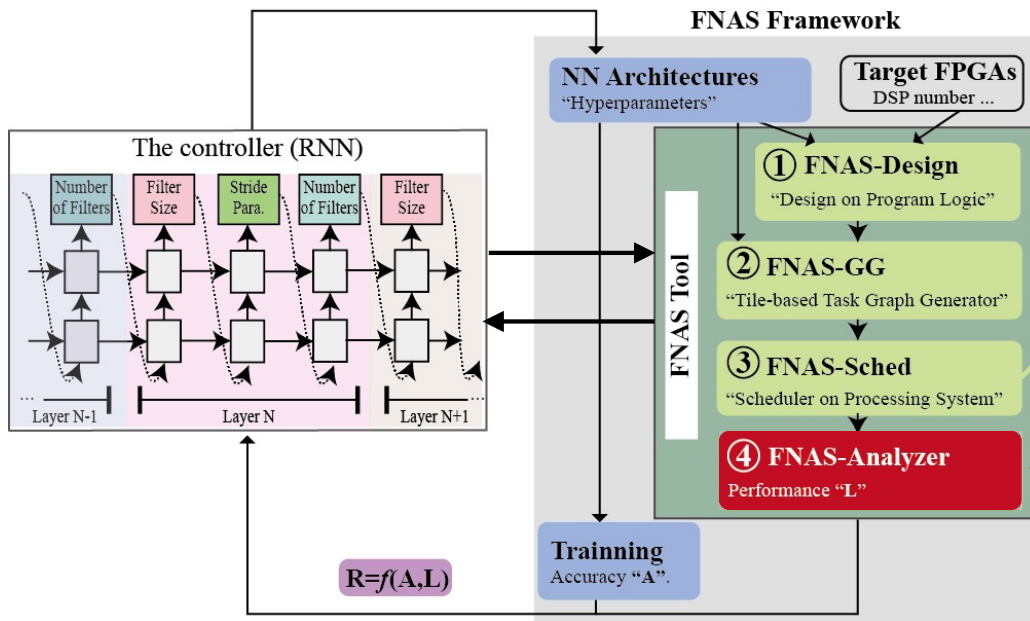 FNAS Framework
NN Architectures
“Hyperparameters”
Target FPGAs
DSP number ...
The controller (RNN)
Number
of Filters
Filter
Size
Stride
Para.
Number
of Filters
Filter
Size
...
Layer N-1
Layer N
Layer N+1
...
FNAS Tool
① FNAS-Design
“Design on Program Logic”
② FNAS-GG
“Tile-based Task Graph Generator”
③ FNAS-Sched
“Scheduler on Processing System”
④ FNAS-Analyzer
Performance “L”
Trainning
Accuracy “A”.
R=f(A,L)